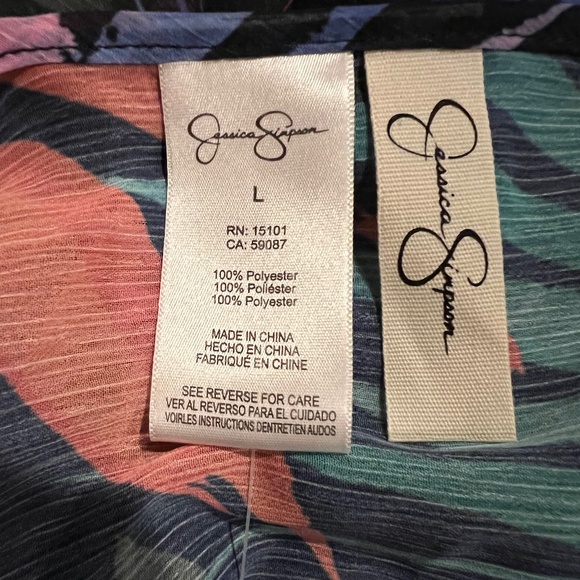 Jessica Simpson
L
RN: 15101
CA: 59087
100% Polyester
100% Poliéster
100% Polyester
MADE IN CHINA
HECHO EN CHINA
FABRIQUÉ EN CHINE
SEE REVERSE FOR CARE
VER AL REVERSO PARA EL CUIDADO
VOIRLES INSTRUCTIONS DENTRETIEN AUDOS
Jessica Simpson